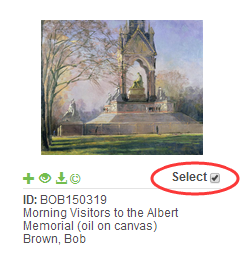 Select
ID: BOB150319
Morning Visitors to the Albert
Memorial (oil on canvas)
Brown, Bob